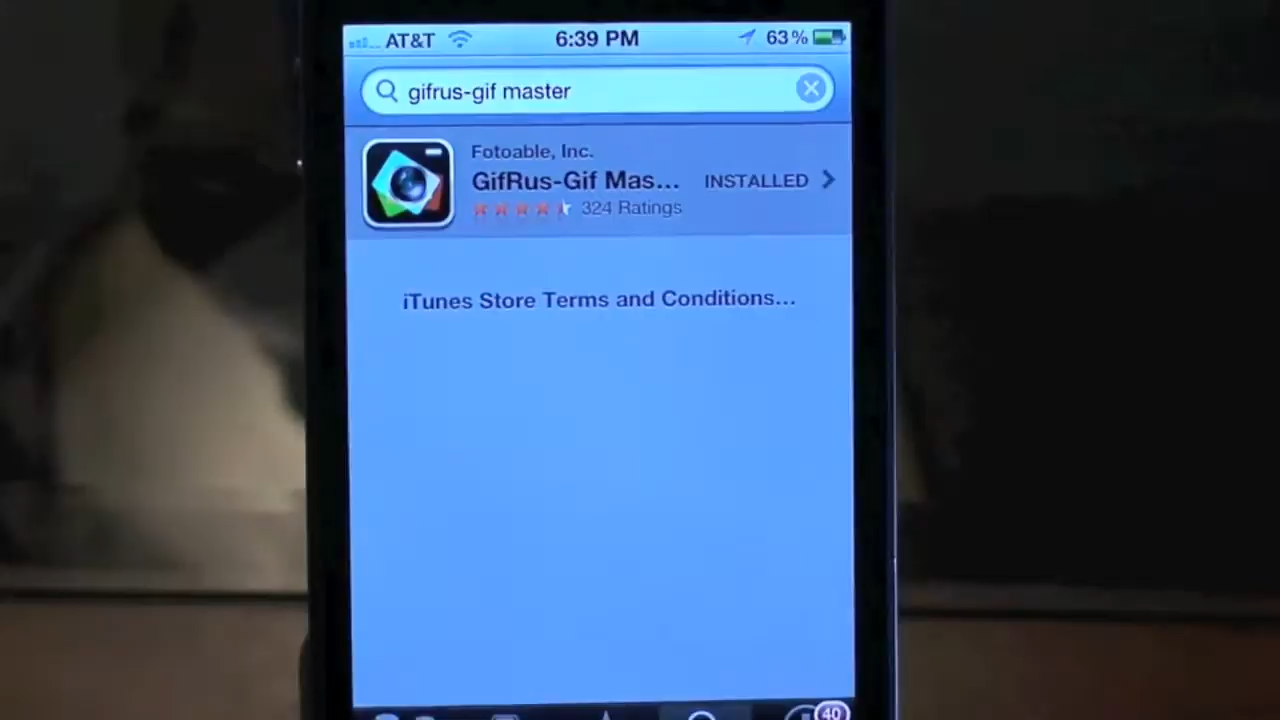 AT&T 6:39 PM 63%
gifrus-gif master
Fotoable, Inc.
GifRus-Gif Mas... INSTALLED
324 Ratings
iTunes Store Terms and Conditions...
40